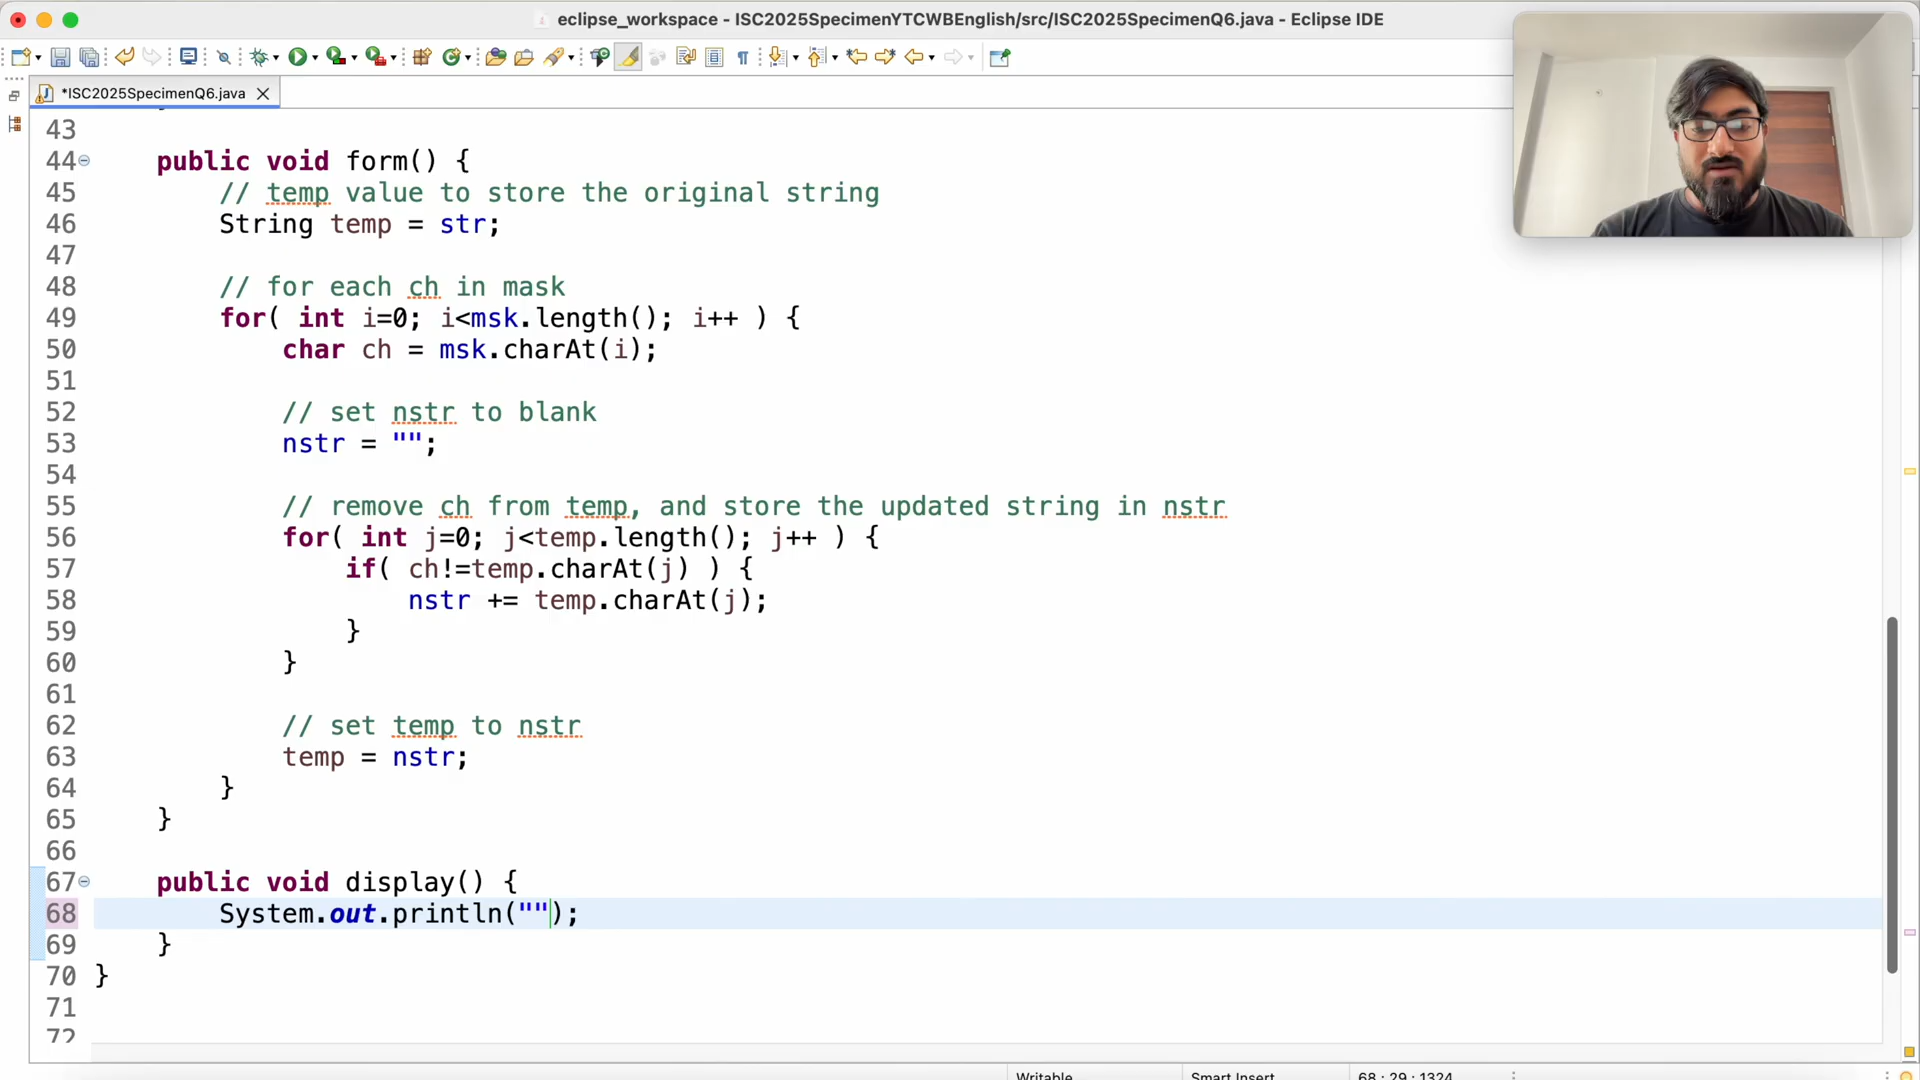 eclipse_workspace - ISC2025SpecimenYTCWBEnglish/src/ISC2025SpecimenQ6.java - Eclipse IDE
*ISC2025SpecimenQ6.java
43
44 public void form() {
45 // temp value to store the original string
46 String temp = str;
47
48 // for each ch in mask
49 for( int i=0; i<msk.length(); i++ ) {
50 char ch = msk.charAt(i);
51
52 // set nstr to blank
53 nstr = "";
54
55 // remove ch from temp, and store the updated string in nstr
56 for( int j=0; j<temp.length(); j++ ) {
57 if( ch!=temp.charAt(j) ) {
58 nstr += temp.charAt(j);
59 }
60 }
61
62 // set temp to nstr
63 temp = nstr;
64 }
65 }
66
67 public void display() {
68 System.out.println("");
69 }
70 }
71
72
Writable Smart Insert 68 : 29 : 1324